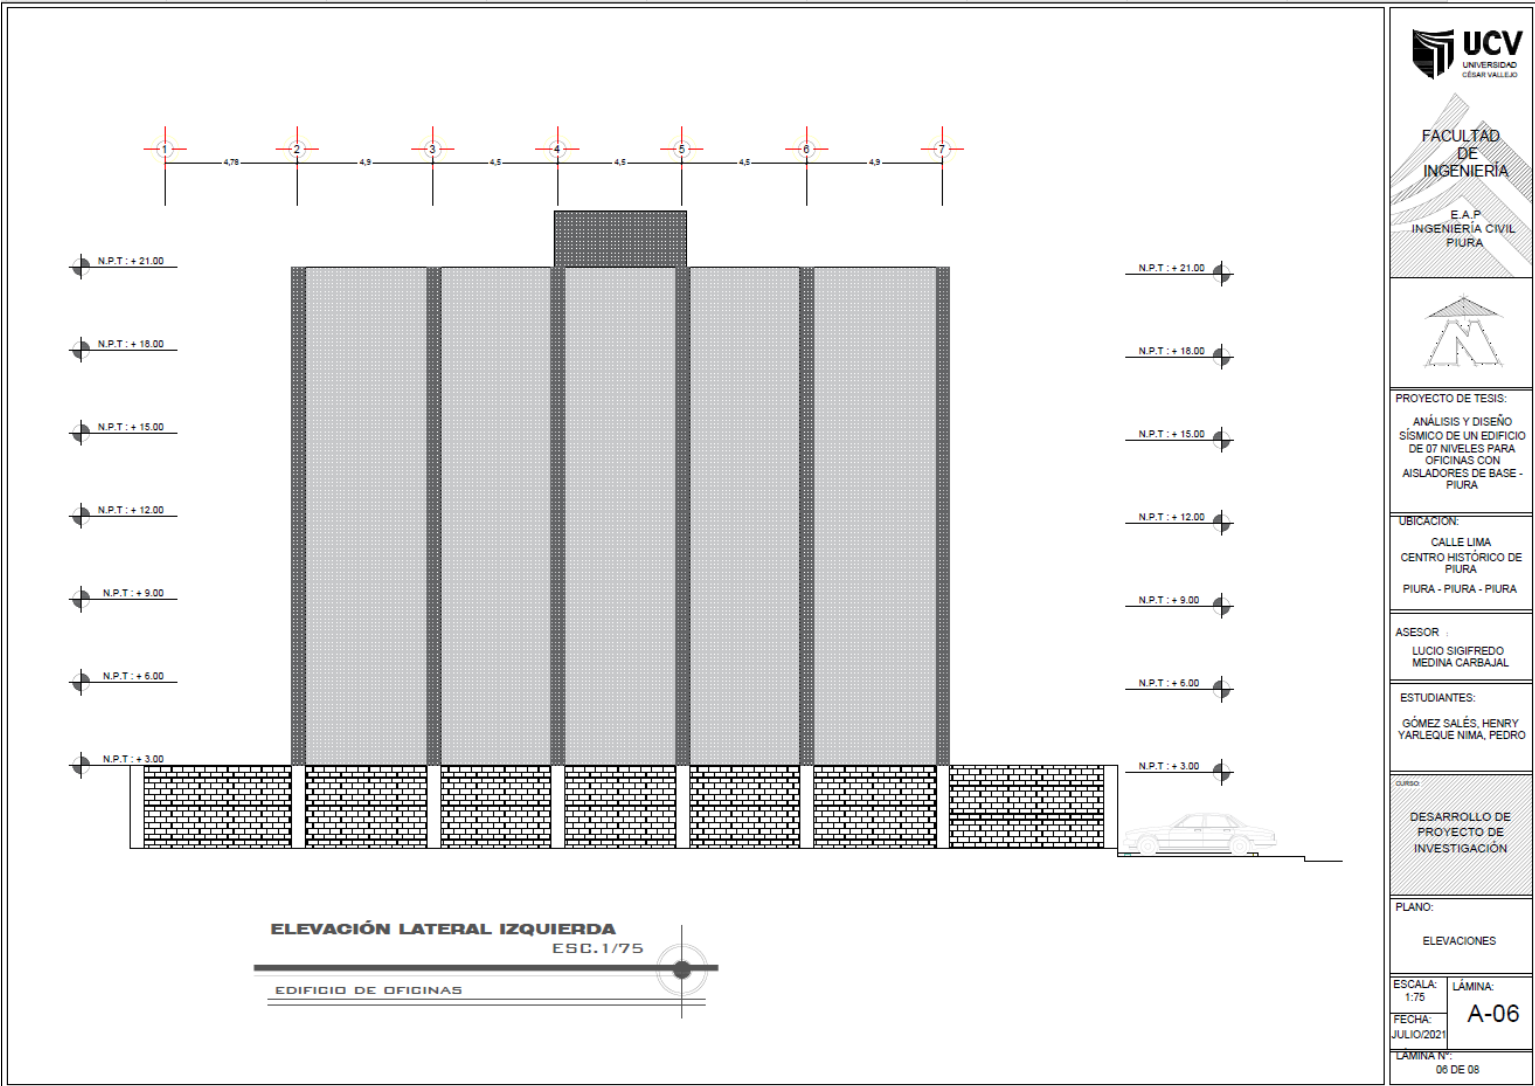 1
2
3
4
5
6
7
4,78
4,9
4,5
4,5
4,5
4,9
N.P.T : + 21.00
N.P.T : + 18.00
N.P.T : + 15.00
N.P.T : + 12.00
N.P.T : + 9.00
N.P.T : + 6.00
N.P.T : + 3.00
N.P.T : + 21.00
N.P.T : + 18.00
N.P.T : + 15.00
N.P.T : + 12.00
N.P.T : + 9.00
N.P.T : + 6.00
N.P.T : + 3.00
ELEVACIÓN LATERAL IZQUIERDA
ESC.1/75
EDIFICIO DE OFICINAS
UCV
UNIVERSIDAD
CÉSAR VALLEJO
FACULTAD
DE
INGENIERÍA
E.A.P
INGENIERÍA CIVIL
PIURA
N
PROYECTO DE TESIS:
ANÁLISIS Y DISEÑO
SÍSMICO DE UN EDIFICIO
DE 07 NIVELES PARA
OFICINAS CON
AISLADORES DE BASE -
PIURA
UBICACIÓN:
CALLE LIMA
CENTRO HISTÓRICO DE
PIURA
PIURA - PIURA - PIURA
ASESOR :
LUCIO SIGIFREDO
MEDINA CARBAJAL
ESTUDIANTES:
GÓMEZ SALÉS, HENRY
YARLEQUE NIMA, PEDRO
CURSO:
DESARROLLO DE
PROYECTO DE
INVESTIGACIÓN
PLANO:
ELEVACIONES
ESCALA:
1:75
LÁMINA:
A-06
FECHA:
JULIO/2021
LÁMINA N°:
06 DE 08